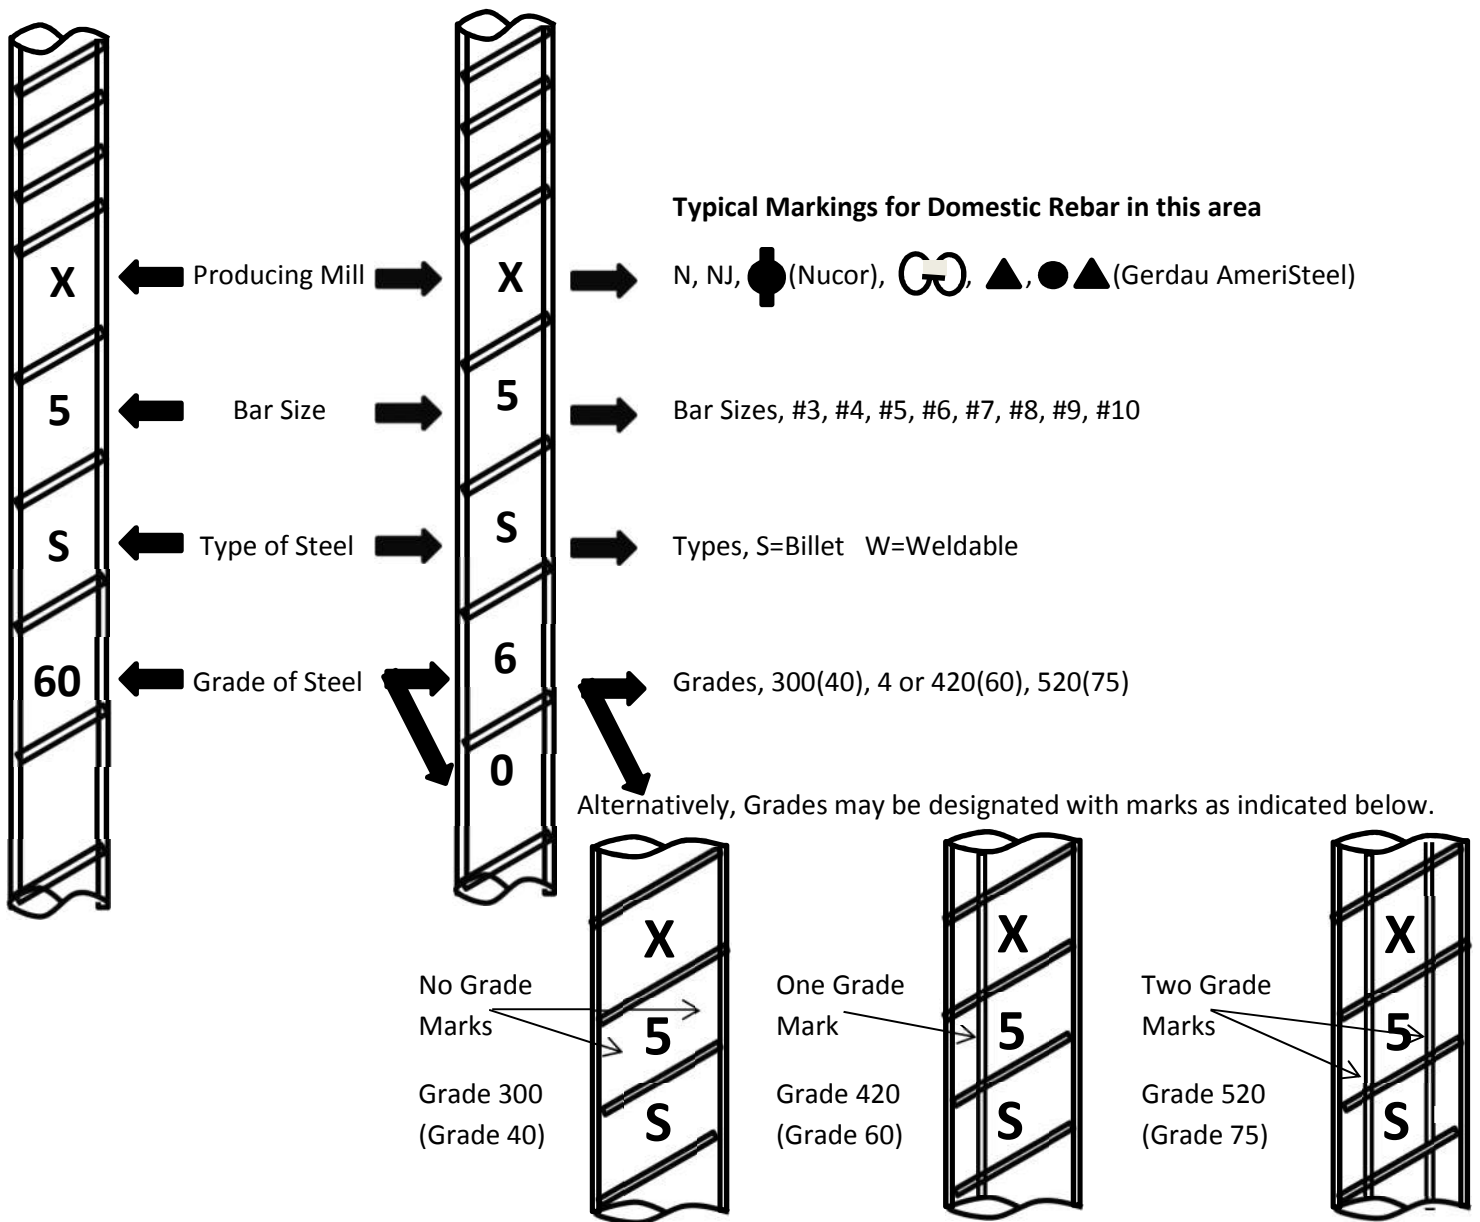 Typical Markings for Domestic Rebar in this area
X Producing Mill X N, NJ, (Nucor), , , (Gerdau AmeriSteel)
5 Bar Size 5 Bar Sizes, #3, #4, #5, #6, #7, #8, #9, #10
S Type of Steel S Types, S=Billet W=Weldable
60 Grade of Steel 6 Grades, 300(40), 4 or 420(60), 520(75)
0
Alternatively, Grades may be designated with marks as indicated below.
X
5
S
No Grade
Marks
Grade 300
(Grade 40)
X
5
S
One Grade
Mark
Grade 420
(Grade 60)
X
5
S
Two Grade
Marks
Grade 520
(Grade 75)